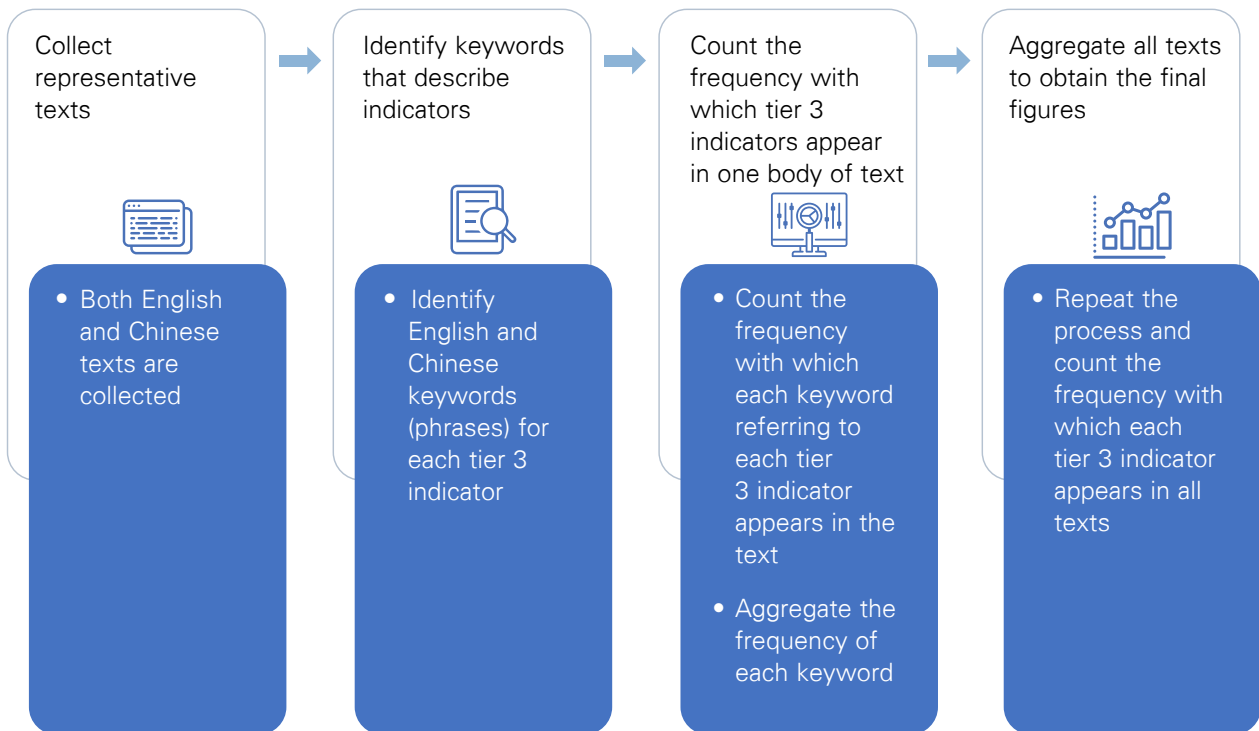 Collect
representative
texts
• Both English
and Chinese
texts are
collected
Identify keywords
that describe
indicators
• Identify
English and
Chinese
keywords
(phrases) for
each tier 3
indicator
Count the
frequency with
which tier 3
indicators appear
in one body of text
• Count the
frequency
with which
each keyword
referring to
each tier
3 indicator
appears in the
text
• Aggregate the
frequency of
each keyword
Aggregate all texts
to obtain the final
figures
• Repeat the
process and
count the
frequency with
which each
tier 3 indicator
appears in all
texts